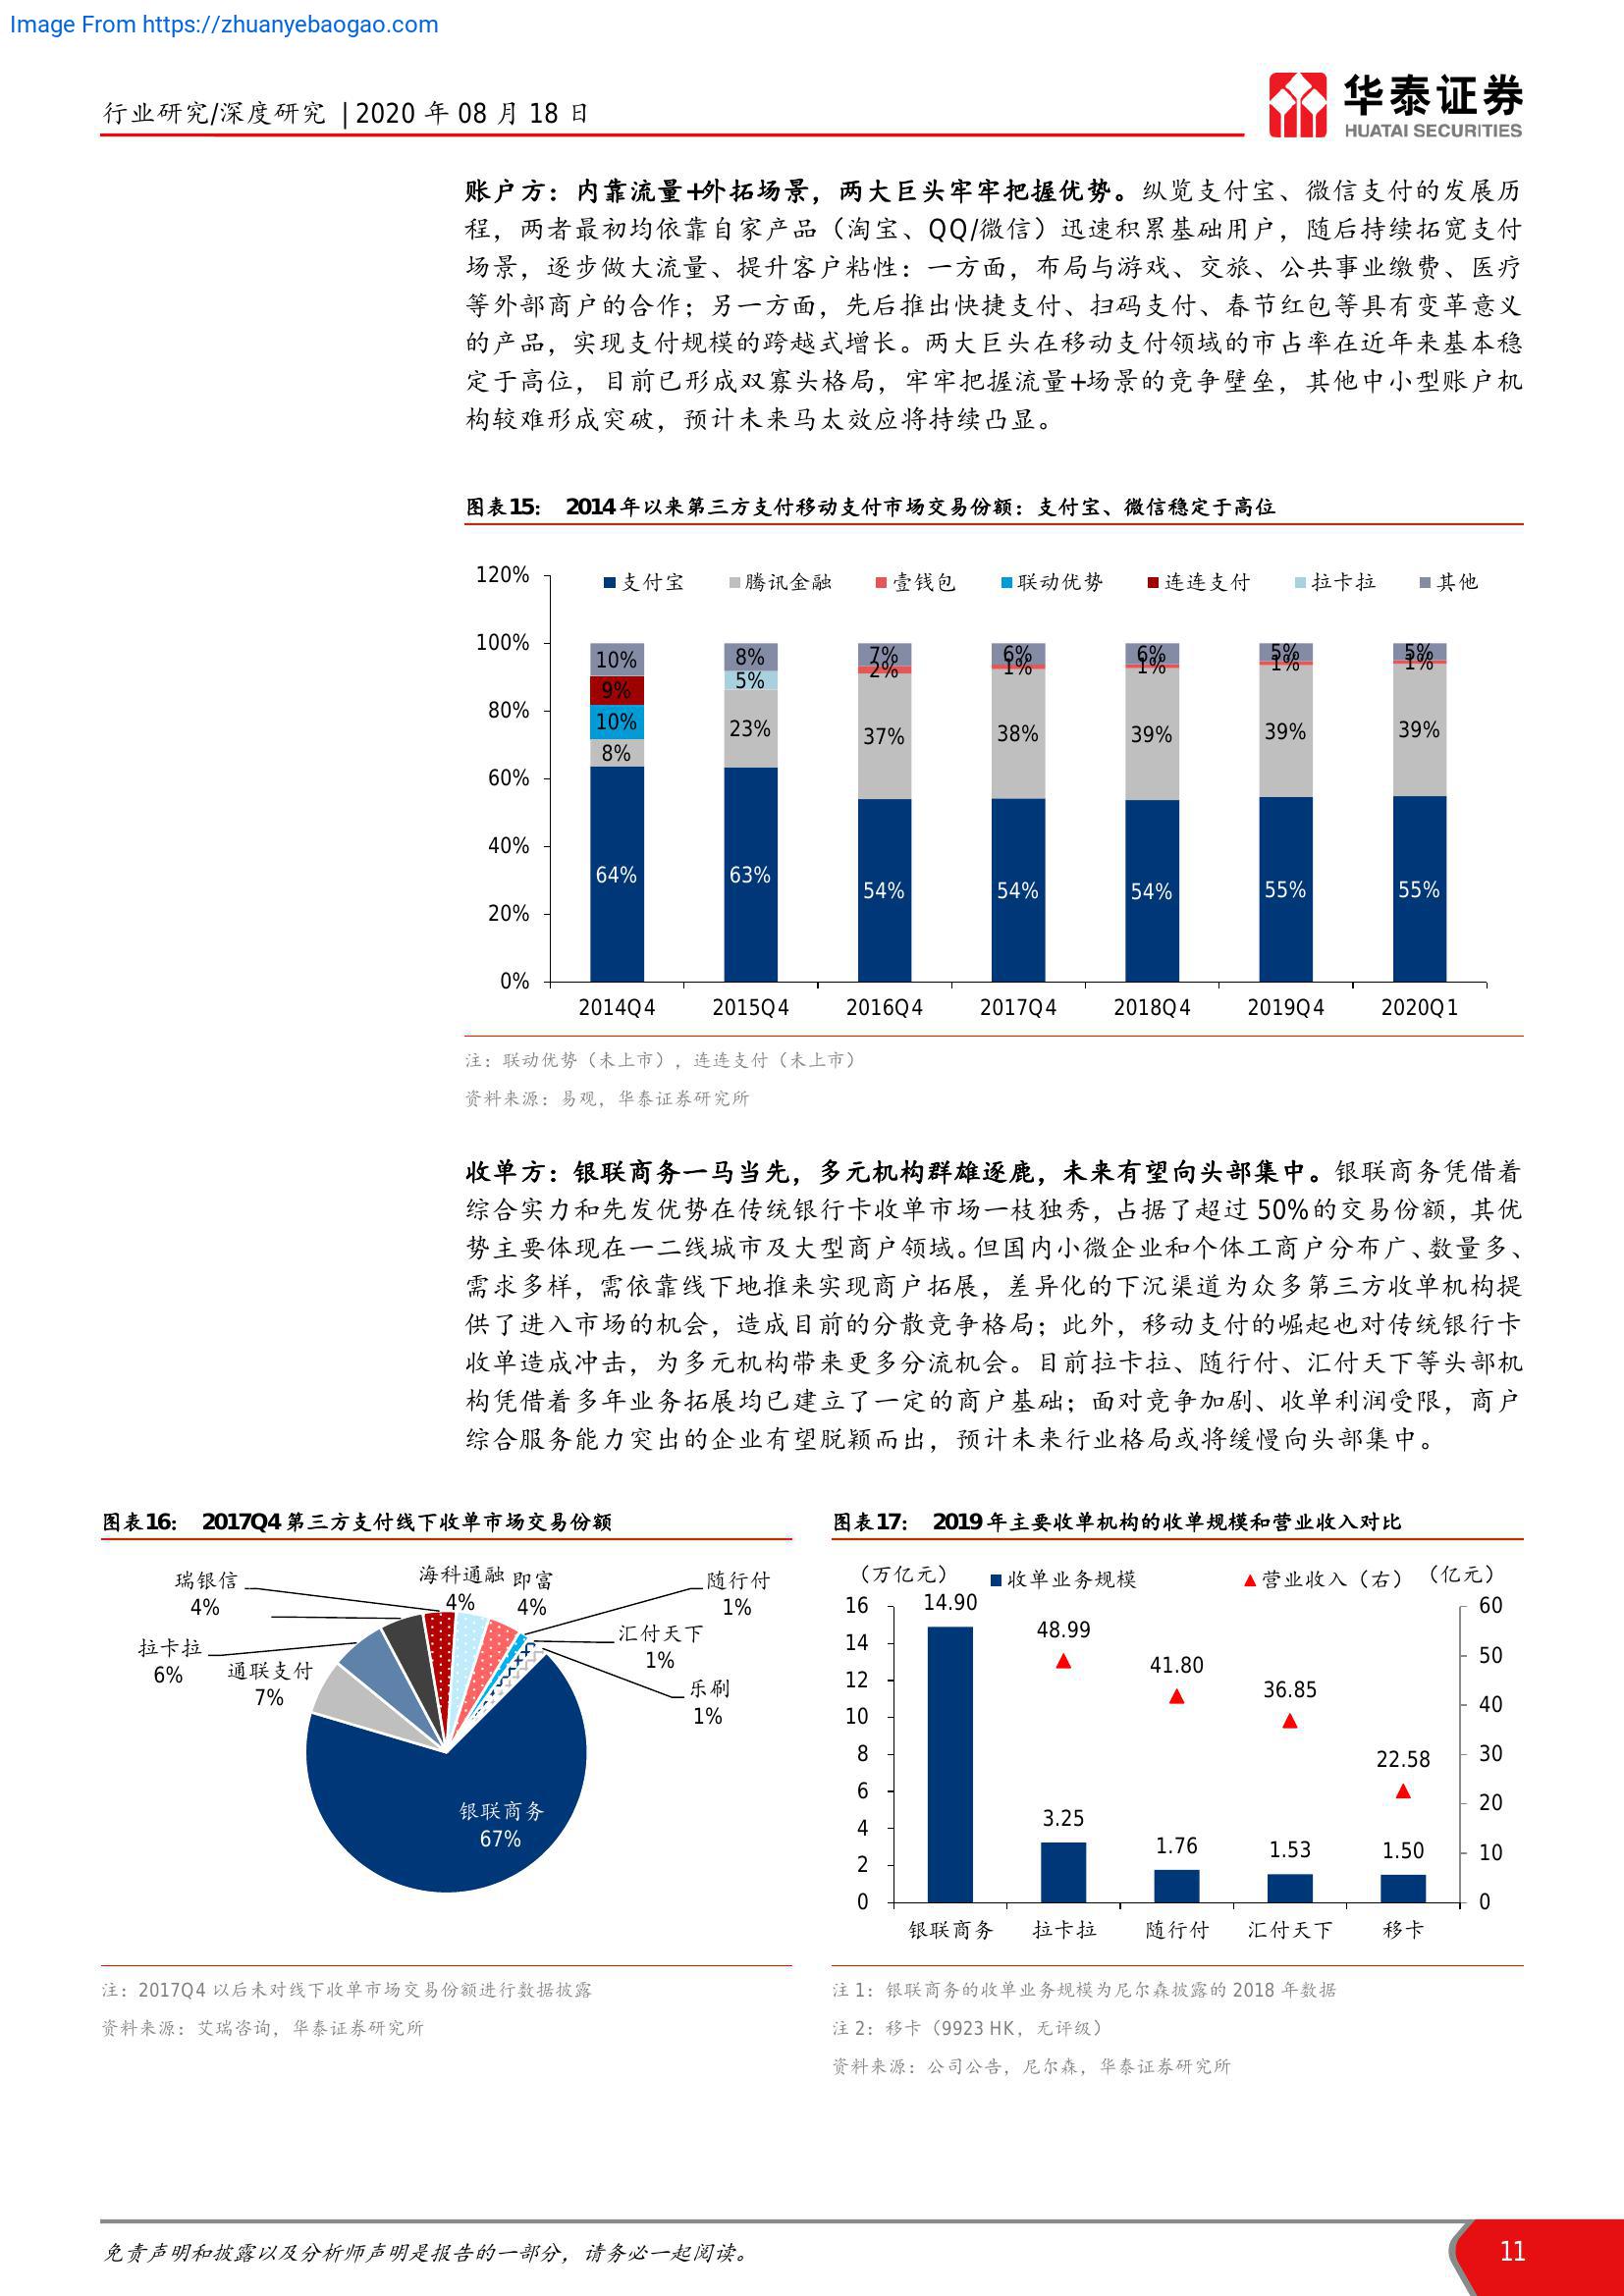 Image From https://zhuanyebaogao.com
行业研究/深度研究 | 2020 年 08 月 18 日
华泰证券
HUATAI SECURITIES
账户方：内靠流量+外拓场景，两大巨头牢牢把握优势。纵览支付宝、微信支付的发展历
程，两者最初均依靠自家产品（淘宝、QQ/微信）迅速积累基础用户，随后持续拓宽支付
场景，逐步做大流量、提升客户粘性：一方面，布局与游戏、交旅、公共事业缴费、医疗
等外部商户的合作；另一方面，先后推出快捷支付、扫码支付、春节红包等具有变革意义
的产品，实现支付规模的跨越式增长。两大巨头在移动支付领域的市占率在近年来基本稳
定于高位，目前已形成双寡头格局，牢牢把握流量+场景的竞争壁垒，其他中小型账户机
构较难形成突破，预计未来马太效应将持续凸显。
图表15： 2014 年以来第三方支付移动支付市场交易份额：支付宝、微信稳定于高位
支付宝 腾讯金融 壹钱包 联动优势 连连支付 拉卡拉 其他
120%
100%
80%
60%
40%
20%
0%
10% 8% 7% 6% 6% 5% 5%
9% 5% 2% 1% 1% 1% 1%
10%
8% 23% 37% 38% 39% 39% 39%
64% 63% 54% 54% 54% 55% 55%
2014Q4 2015Q4 2016Q4 2017Q4 2018Q4 2019Q4 2020Q1
注：联动优势（未上市），连连支付（未上市）
资料来源：易观，华泰证券研究所
收单方：银联商务一马当先，多元机构群雄逐鹿，未来有望向头部集中。银联商务凭借着
综合实力和先发优势在传统银行卡收单市场一枝独秀，占据了超过 50%的交易份额，其优
势主要体现在一二线城市及大型商户领域。但国内小微企业和个体工商户分布广、数量多、
需求多样，需依靠线下地推来实现商户拓展，差异化的下沉渠道为众多第三方收单机构提
供了进入市场的机会，造成目前的分散竞争格局；此外，移动支付的崛起也对传统银行卡
收单造成冲击，为多元机构带来更多分流机会。目前拉卡拉、随行付、汇付天下等头部机
构凭借着多年业务拓展均已建立了一定的商户基础；面对竞争加剧、收单利润受限，商户
综合服务能力突出的企业有望脱颖而出，预计未来行业格局或将缓慢向头部集中。
图表16： 2017Q4 第三方支付线下收单市场交易份额
瑞银信
4%
海科通融
4%
即富
4%
随行付
1%
拉卡拉
6%
通联支付
7%
汇付天下
1%
乐刷
1%
银联商务
67%
注：2017Q4 以后未对线下收单市场交易份额进行数据披露
资料来源：艾瑞咨询，华泰证券研究所
图表17： 2019 年主要收单机构的收单规模和营业收入对比
（万亿元） 收单业务规模 营业收入（右） （亿元）
16
14
12
10
8
6
4
2
0
14.90
48.99
41.80
36.85
22.58
3.25
1.76
1.53
1.50
60
50
40
30
20
10
0
银联商务 拉卡拉 随行付 汇付天下 移卡
注 1：银联商务的收单业务规模为尼尔森披露的 2018 年数据
注 2：移卡（9923 HK，无评级）
资料来源：公司公告，尼尔森，华泰证券研究所
免责声明和披露以及分析师声明是报告的一部分，请务必一起阅读。
11